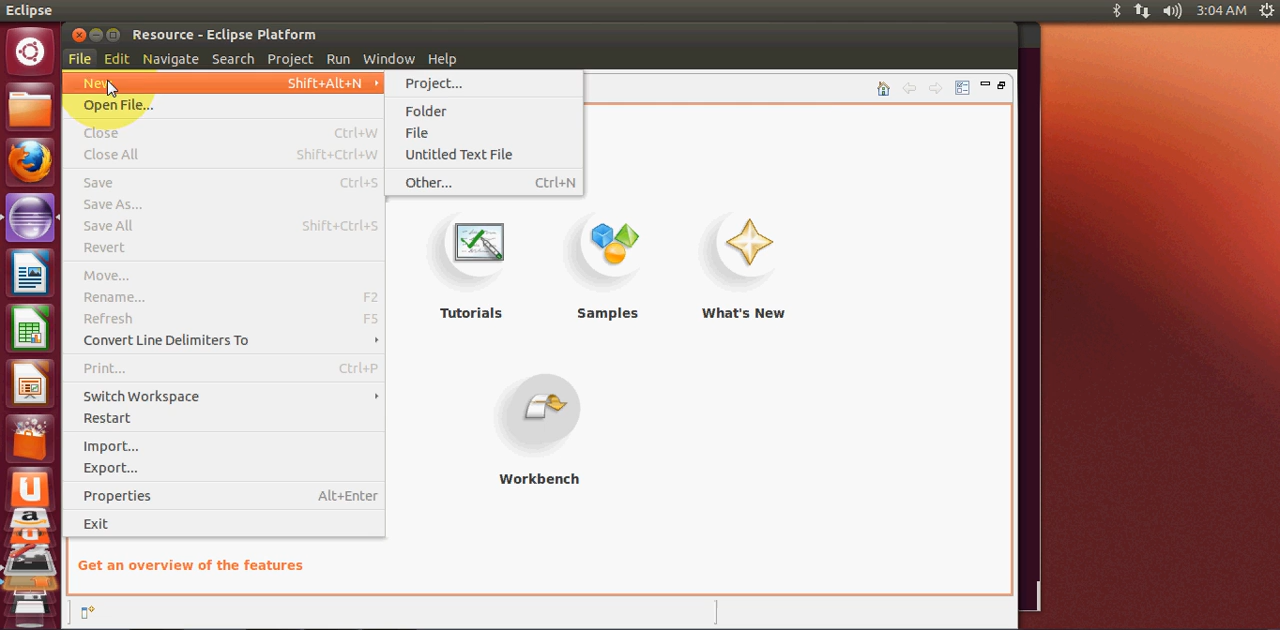 Eclipse
3:04 AM
Resource - Eclipse Platform
File Edit Navigate Search Project Run Window Help
New Shift+Alt+N
Open File...
Close Ctrl+W
Close All Shift+Ctrl+W
Save Ctrl+S
Save As...
Save All Shift+Ctrl+S
Revert
Move...
Rename... F2
Refresh F5
Convert Line Delimiters To
Print... Ctrl+P
Switch Workspace
Restart
Import...
Export...
Properties Alt+Enter
Exit
Project...
Folder
File
Untitled Text File
Other... Ctrl+N
Tutorials
Samples
What's New
Workbench
Get an overview of the features